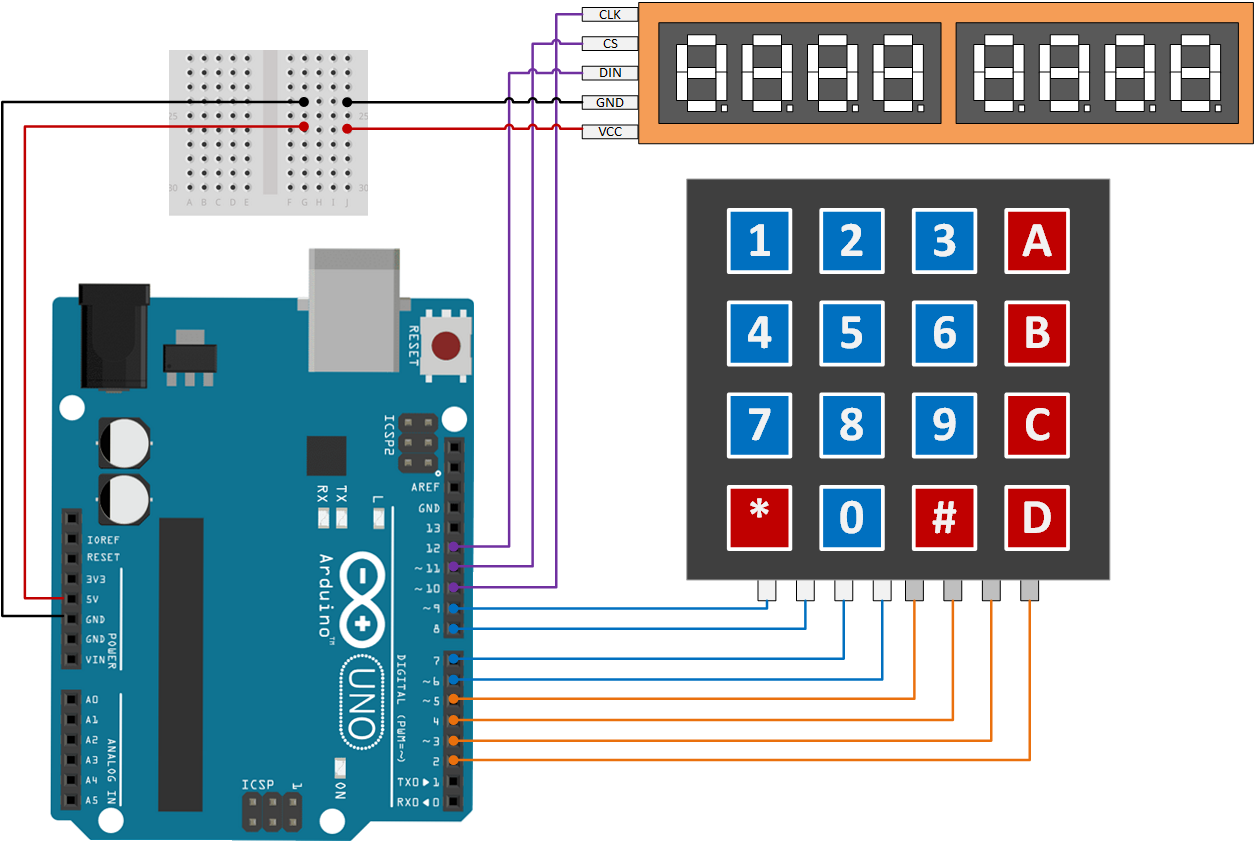 CLK
CS
DIN
GND
VCC
25 25
30 30
A B C D E F G H I J
1 2 3 A
4 5 6 B
7 8 9 C
* 0 # D
RESET
ICSP2
AREF
GND
13
12
~11
~10
~9
8
7
~6
~5
4
~3
2
TX0▶1
RX0◀0
RX
TX
L
Arduino™
UNO
DIGITAL (PWM=~)
IOREF
RESET
3V3
5V
GND
GND
VIN
POWER
A0
A1
A2
A3
A4
A5
ANALOG IN
ICSP
1
ON